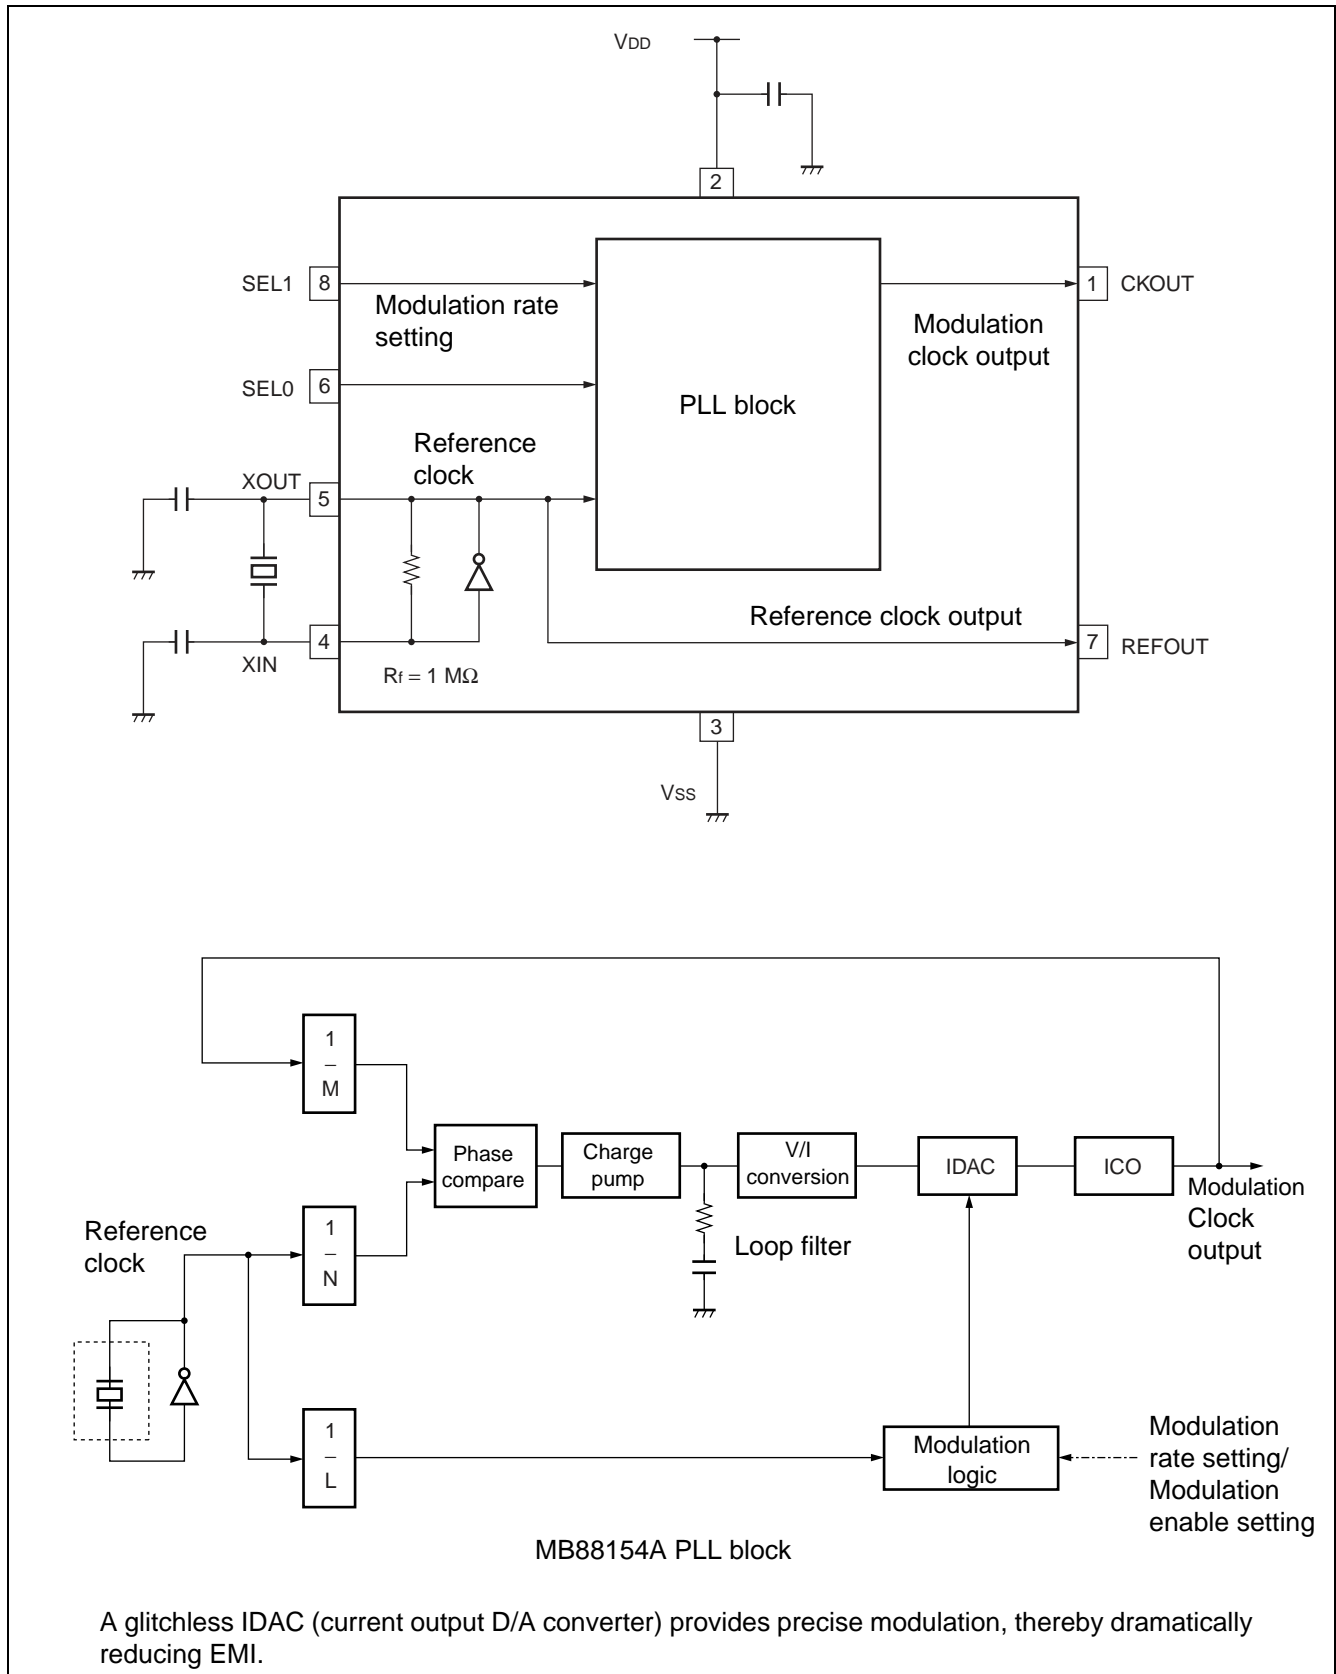 VDD
2
SEL1 8
Modulation rate
setting
1 CKOUT
Modulation
clock output
SEL0 6
PLL block
Reference
clock
XOUT
5
Reference clock output
4
XIN
Rf = 1 MΩ
7 REFOUT
3
VSS
1
–
M
Phase
compare
Charge
pump
V/I
conversion
IDAC
ICO
Modulation
Clock
output
Reference
clock
1
–
N
Loop filter
1
–
L
Modulation
logic
Modulation
rate setting/
Modulation
enable setting
MB88154A PLL block
A glitchless IDAC (current output D/A converter) provides precise modulation, thereby dramatically
reducing EMI.